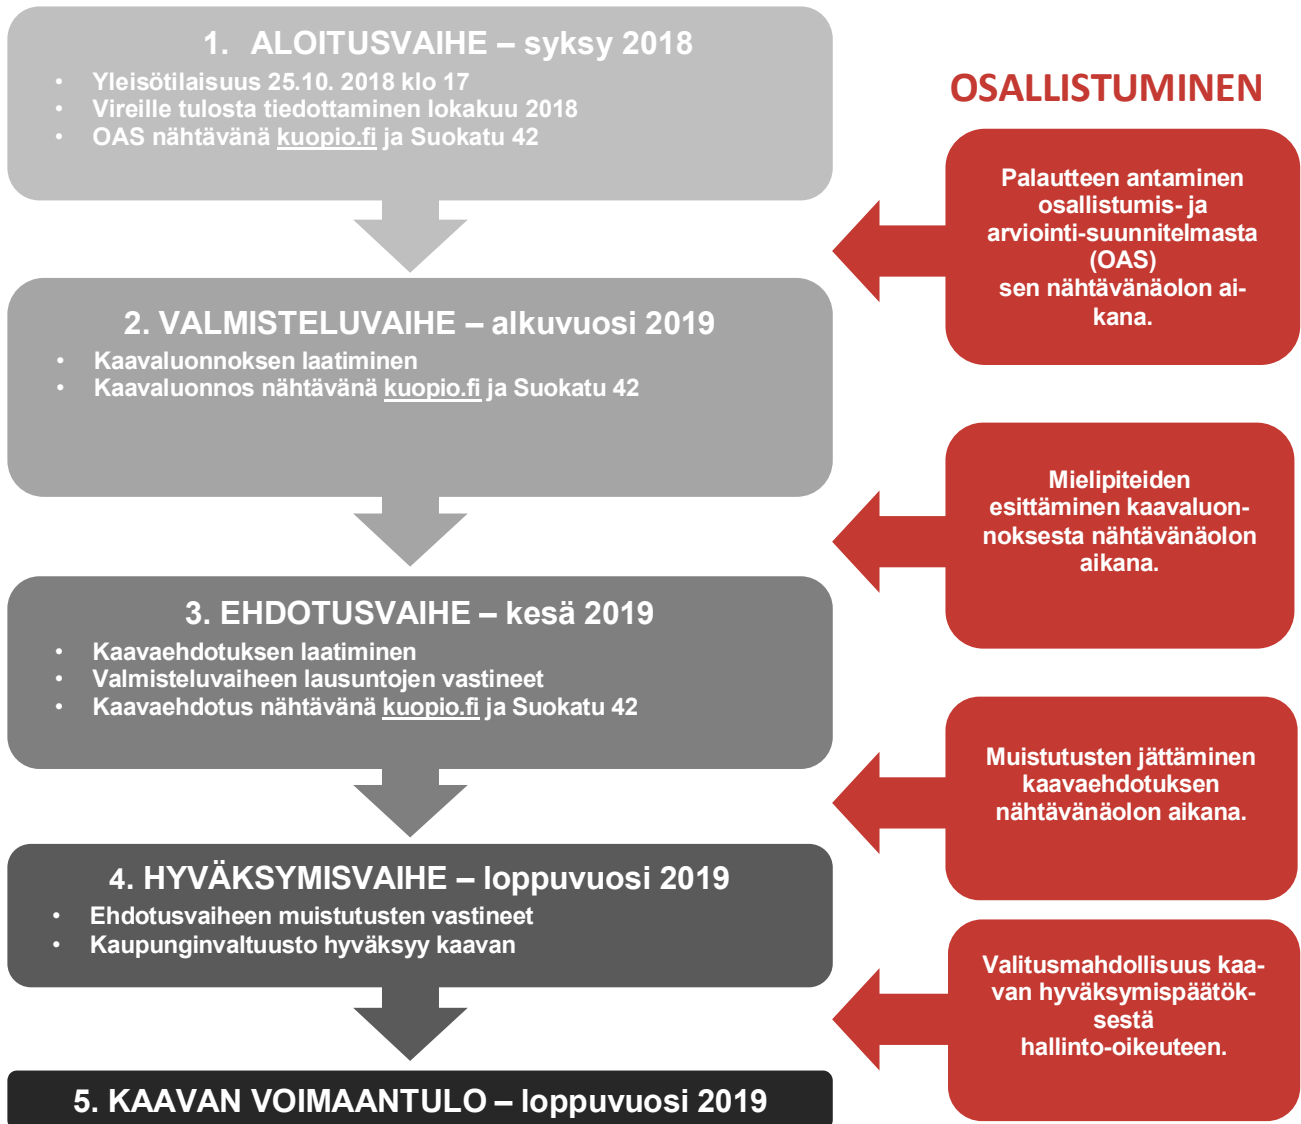 1. ALOITUSVAIHE – syksy 2018
• Yleisötilaisuus 25.10. 2018 klo 17
• Vireille tulosta tiedottaminen lokakuu 2018
• OAS nähtävänä kuopio.fi ja Suokatu 42
OSALLISTUMINEN
Palautteen antaminen
osallistumis- ja
arviointi-suunnitelmasta
(OAS)
sen nähtävänäolon ai-
kana.
2. VALMISTELUVAIHE – alkuvuosi 2019
• Kaavaluonnoksen laatiminen
• Kaavaluonnos nähtävänä kuopio.fi ja Suokatu 42
Mielipiteiden
esittäminen kaavaluon-
noksesta nähtävänäolon
aikana.
3. EHDOTUSVAIHE – kesä 2019
• Kaavaehdotuksen laatiminen
• Valmisteluvaiheen lausuntojen vastineet
• Kaavaehdotus nähtävänä kuopio.fi ja Suokatu 42
Muistutusten jättäminen
kaavaehdotuksen
nähtävänäolon aikana.
4. HYVÄKSYMISVAIHE – loppuvuosi 2019
• Ehdotusvaiheen muistutusten vastineet
• Kaupunginvaltuusto hyväksyy kaavan
Valitusmahdollisuus kaa-
van hyväksymispäätök-
sestä
hallinto-oikeuteen.
5. KAAVAN VOIMAANTULO – loppuvuosi 2019